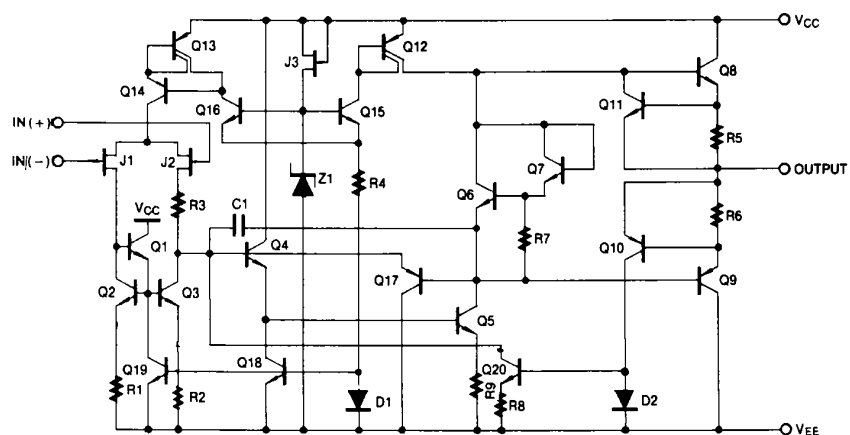 VCC
Q13
Q12
J3
Q8
Q14
Q16
Q15
Q11
R5
IN(+)
IN(-)
J1
J2
OUTPUT
Q7
Z1
R4
R3
C1
Q6
R6
VCC
Q1
Q4
R7
Q10
Q17
Q9
Q2
Q3
Q5
Q19
Q18
Q20
R1
R2
D1
R9
R8
D2
VEE